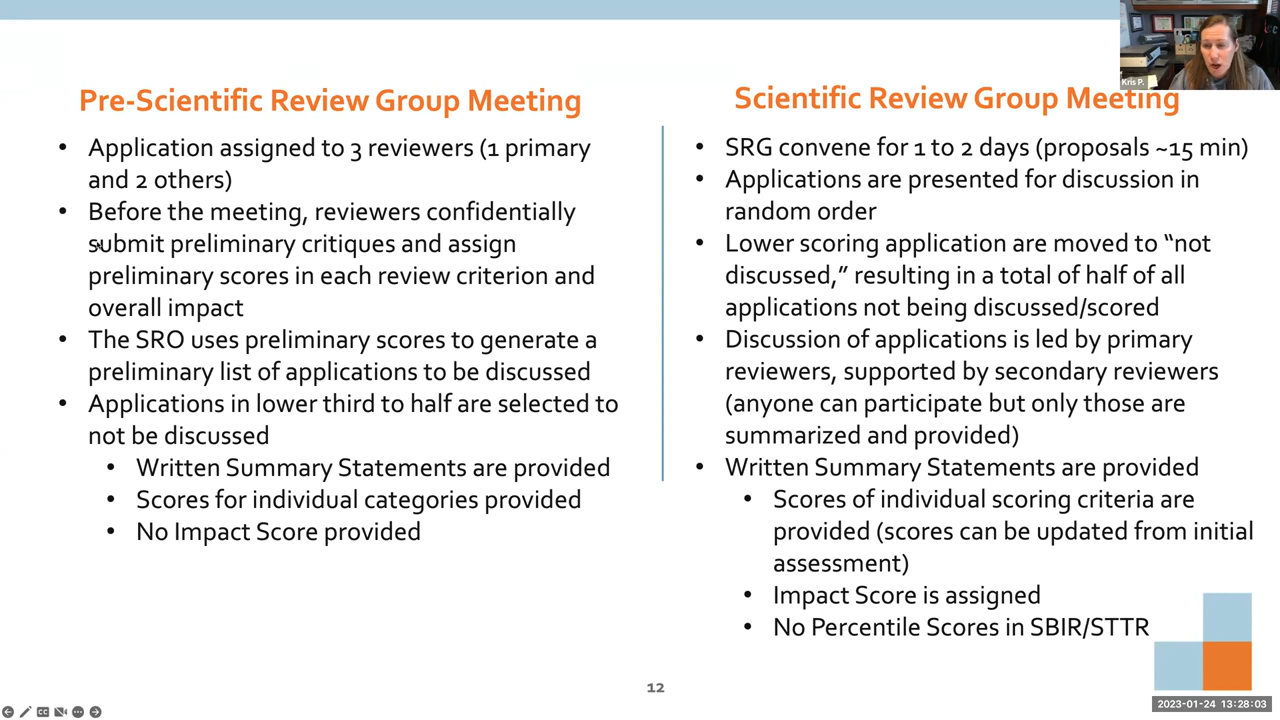 Kris P.
Pre-Scientific Review Group Meeting
• Application assigned to 3 reviewers (1 primary
and 2 others)
• Before the meeting, reviewers confidentially
submit preliminary critiques and assign
preliminary scores in each review criterion and
overall impact
• The SRO uses preliminary scores to generate a
preliminary list of applications to be discussed
• Applications in lower third to half are selected to
not be discussed
• Written Summary Statements are provided
• Scores for individual categories provided
• No Impact Score provided
Scientific Review Group Meeting
• SRG convene for 1 to 2 days (proposals ~15 min)
• Applications are presented for discussion in
random order
• Lower scoring application are moved to “not
discussed,” resulting in a total of half of all
applications not being discussed/scored
• Discussion of applications is led by primary
reviewers, supported by secondary reviewers
(anyone can participate but only those are
summarized and provided)
• Written Summary Statements are provided
• Scores of individual scoring criteria are
provided (scores can be updated from initial
assessment)
• Impact Score is assigned
• No Percentile Scores in SBIR/STTR
12
CC
2023-01-24 13:28:03